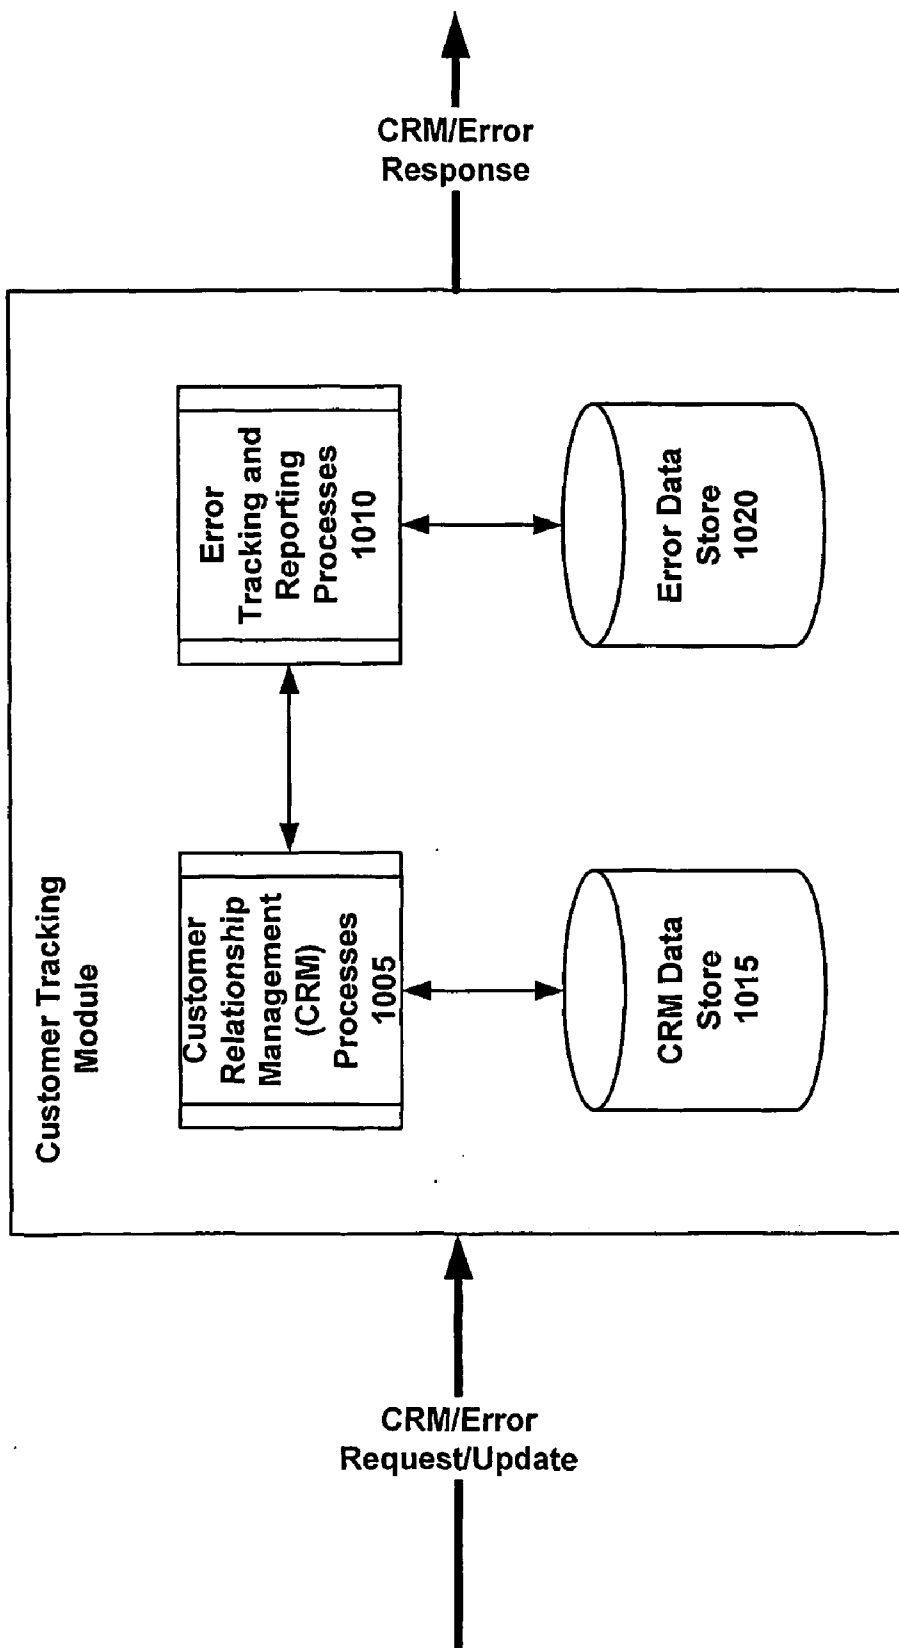 Customer Tracking
Module
CRM/Error
Request/Update
Customer
Relationship
Management
(CRM)
Processes
1005
Error
Tracking and
Reporting
Processes
1010
CRM Data
Store
1015
Error Data
Store
1020
CRM/Error
Response